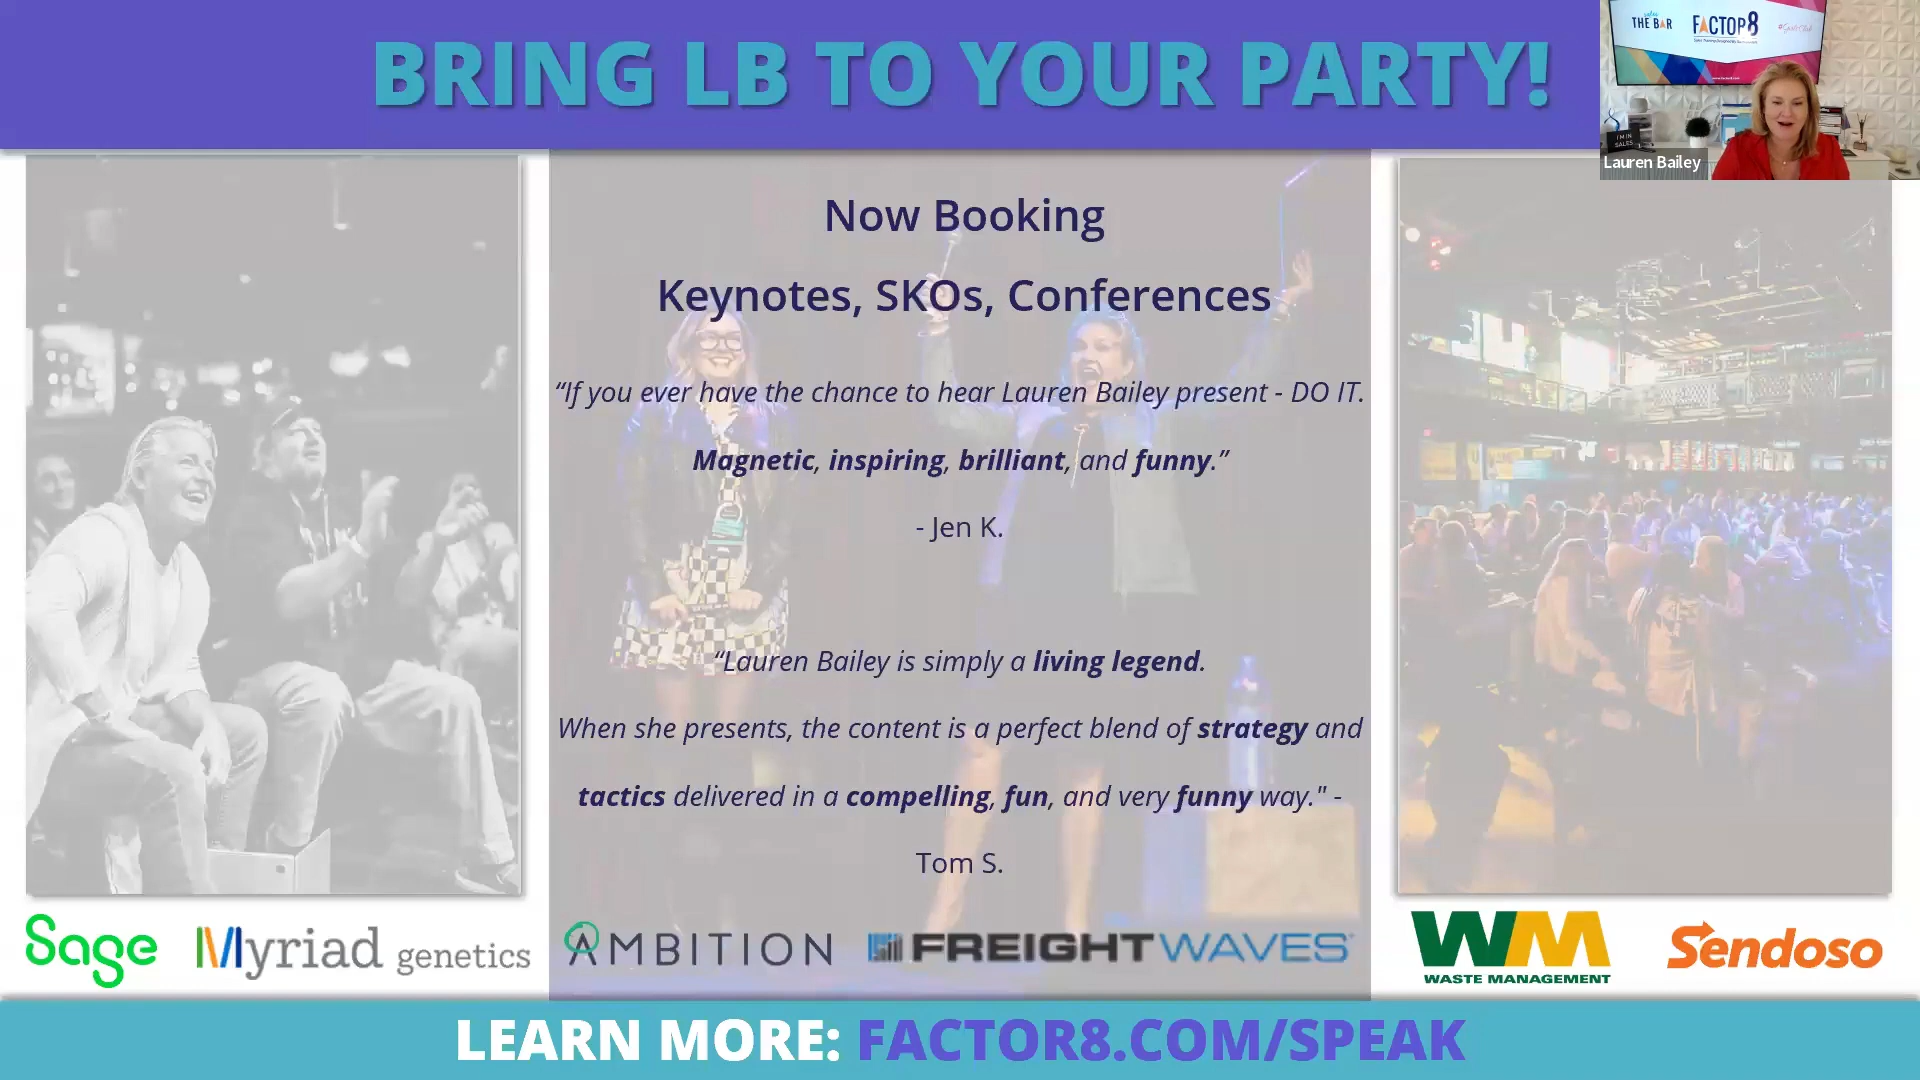 BRING LB TO YOUR PARTY!
THE BAR
FACTOR8
I'M IN
SALES
Lauren Bailey
Now Booking
Keynotes, SKOs, Conferences
“If you ever have the chance to hear Lauren Bailey present - DO IT.
Magnetic, inspiring, brilliant, and funny.”
- Jen K.
“Lauren Bailey is simply a living legend.
When she presents, the content is a perfect blend of strategy and
tactics delivered in a compelling, fun, and very funny way." -
Tom S.
Sage
Myriad genetics
AMBITION
FREIGHTWAVES
WM
WASTE MANAGEMENT
Sendoso
LEARN MORE: FACTOR8.COM/SPEAK